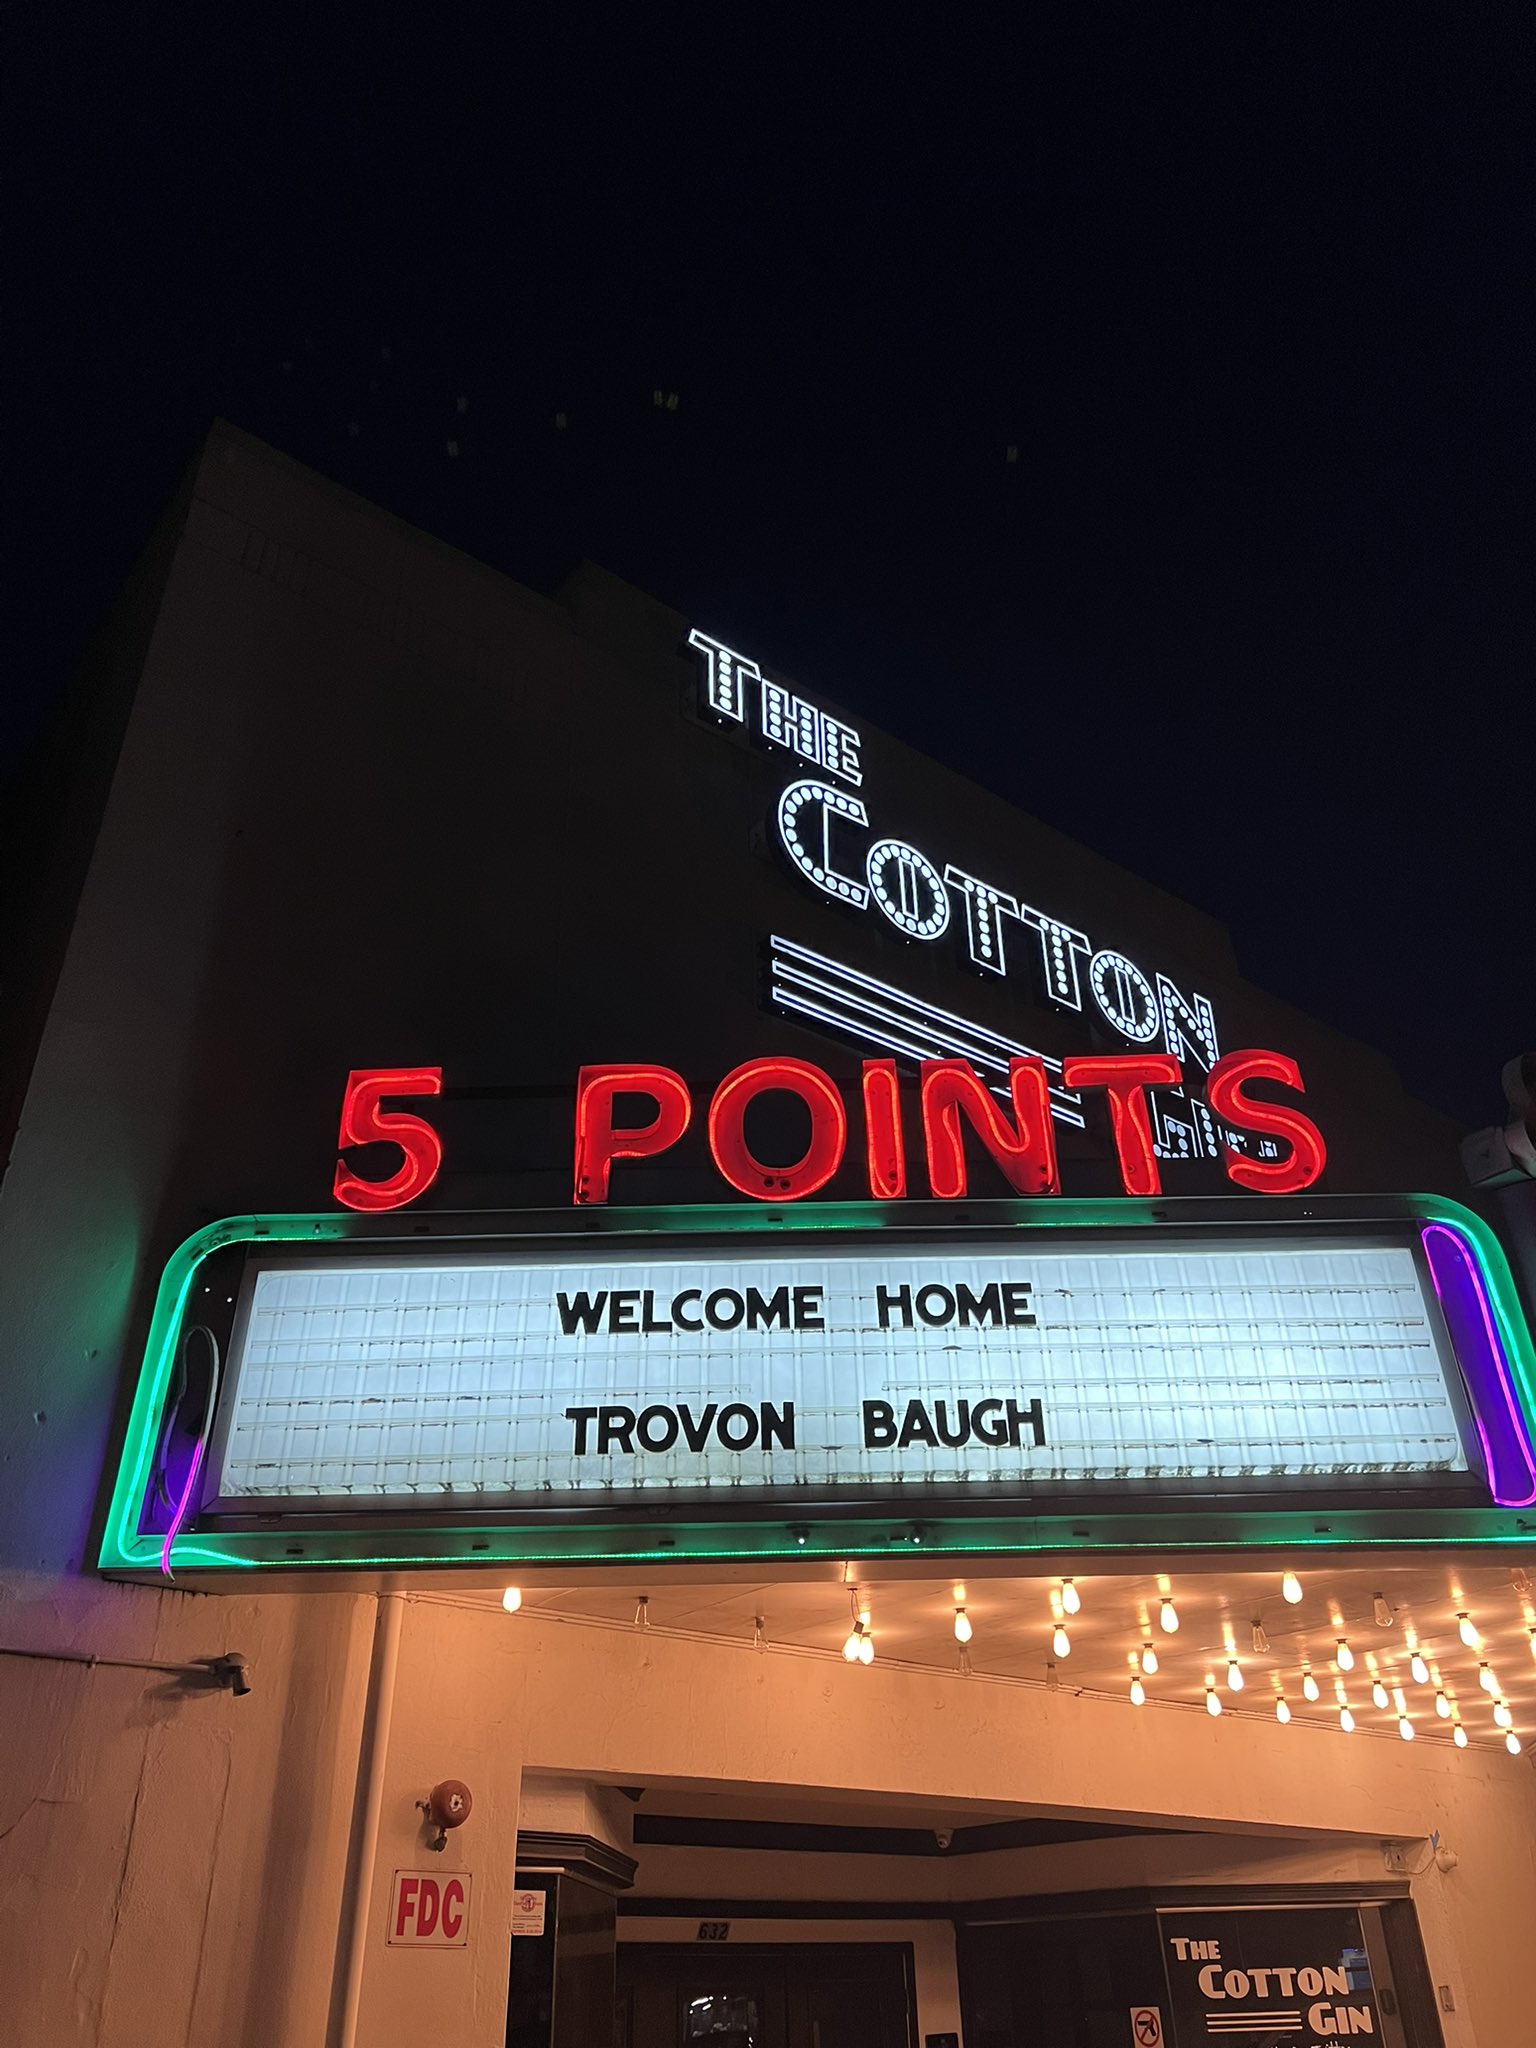 THE
COTTON
5 POINTS
WELCOME HOME
TROVON BAUGH
FDC
632
THE
COTTON
GIN